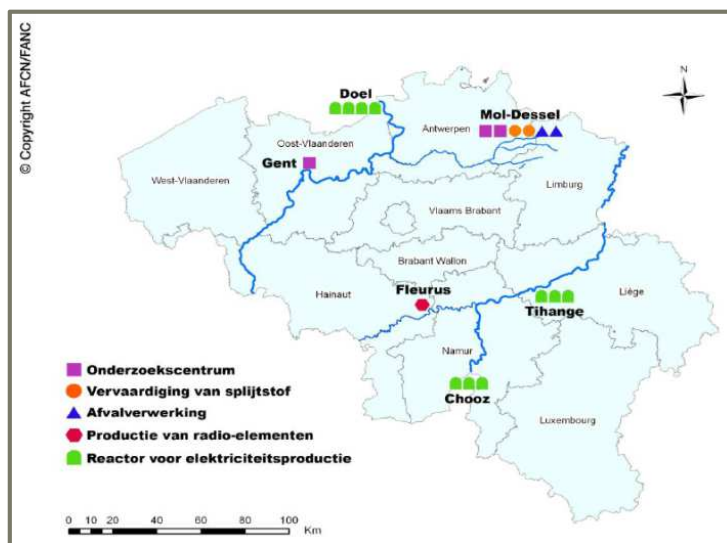 © Copyright AFCN/FANC
N
Doel
Mol-Dessel
Antwerpen
Oost-Vlaanderen
Gent
West-Vlaanderen
Limburg
Vlaams Brabant
Brabant Wallon
Hainaut
Fleurus
Liége
Tihange
Namur
Chooz
Luxembourg
Onderzoekscentrum
Vervaardiging van splijtstof
Afvalverwerking
Productie van radio-elementen
Reactor voor elektriciteitsproductie
0 10 20 40 60 80 100
Km